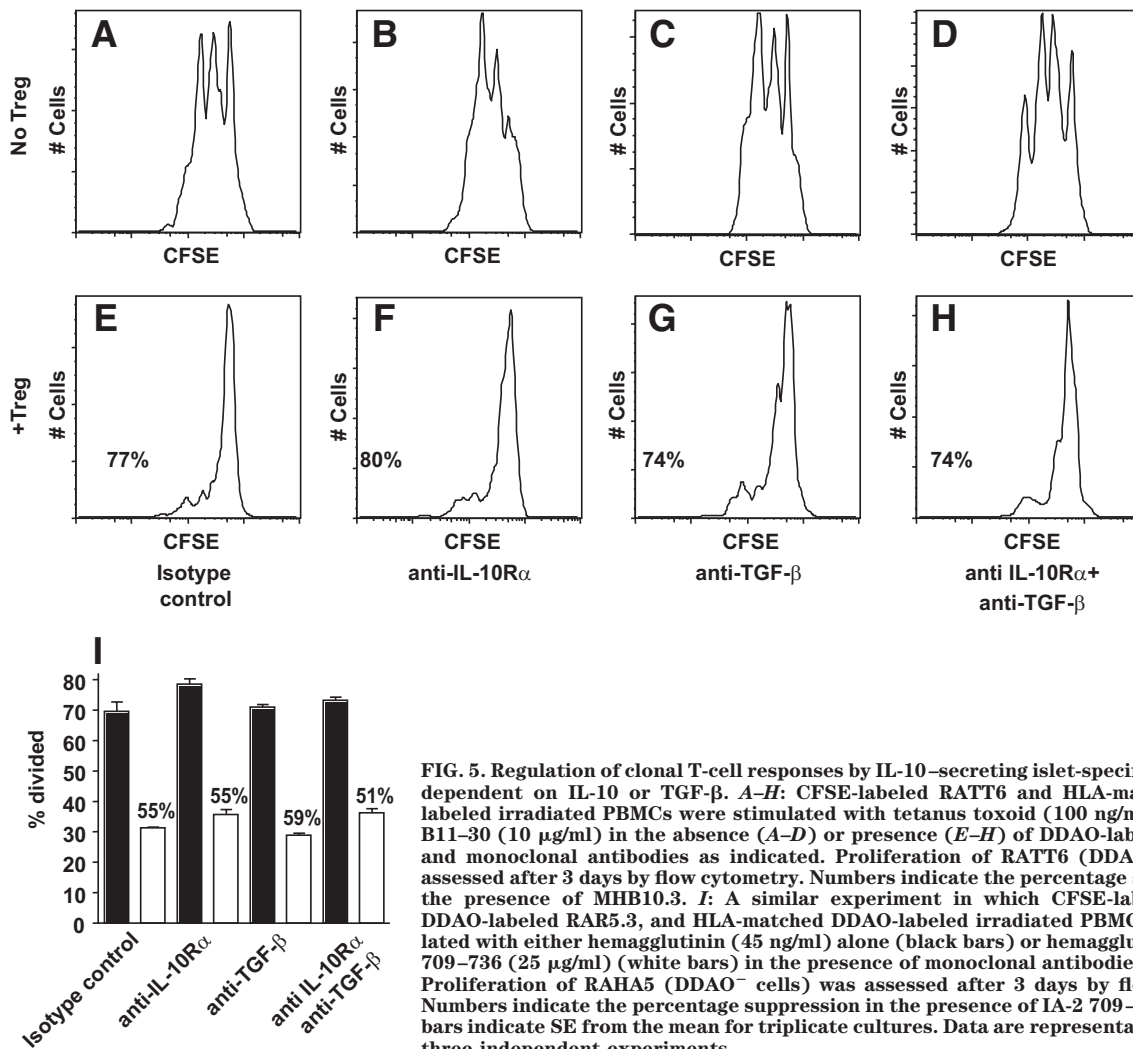 A
B
C
D
No Treg
# Cells
# Cells
# Cells
# Cells
CFSE
CFSE
CFSE
CFSE
E
F
G
H
+Treg
# Cells
# Cells
# Cells
# Cells
77%
80%
74%
74%
CFSE
CFSE
CFSE
CFSE
Isotype
control
anti-IL-10Rα
anti-TGF-β
anti IL-10Rα+
anti-TGF-β
I
% divided
80
70
60
50
40
30
20
10
0
55%
55%
59%
51%
Isotype control
anti-IL-10Rα
anti-TGF-β
anti IL-10Rα
anti-TGF-β
FIG. 5. Regulation of clonal T-cell responses by IL-10–secreting islet-specif
dependent on IL-10 or TGF-β. A–H: CFSE-labeled RATT6 and HLA-ma
labeled irradiated PBMCs were stimulated with tetanus toxoid (100 ng/m
B11–30 (10 μg/ml) in the absence (A–D) or presence (E–H) of DDAO-lab
and monoclonal antibodies as indicated. Proliferation of RATT6 (DDA
assessed after 3 days by flow cytometry. Numbers indicate the percentage
the presence of MHB10.3. I: A similar experiment in which CFSE-lal
DDAO-labeled RAR5.3, and HLA-matched DDAO-labeled irradiated PBMC
lated with either hemagglutinin (45 ng/ml) alone (black bars) or hemagglu
709–736 (25 μg/ml) (white bars) in the presence of monoclonal antibodie
Proliferation of RAHA5 (DDAO⁻ cells) was assessed after 3 days by flo
Numbers indicate the percentage suppression in the presence of IA-2 709–
bars indicate SE from the mean for triplicate cultures. Data are representa
three independent experiments